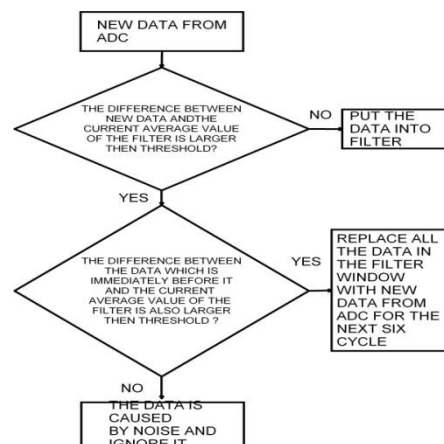 NEW DATA FROM
ADC
THE DIFFERENCE BETWEEN
NEW DATA ANDTHE
CURRENT AVERAGE VALUE
OF THE FILTER IS LARGER
THEN THRESHOLD?
NO
PUT THE
DATA INTO
FILTER
YES
THE DIFFERENCE BETWEEN
THE DATA WHICH IS
IMMEDIATELY BEFORE IT
AND THE CURRENT
AVERAGE VALUE OF THE
FILTER IS ALSO LARGER
THEN THRESHOLD ?
YES
REPLACE ALL
THE DATA IN
THE FILTER
WINDOW
WITH NEW
DATA FROM
ADC FOR THE
NEXT SIX
CYCLE
NO
THE DATA IS
CAUSED
BY NOISE AND
IGNORE IT